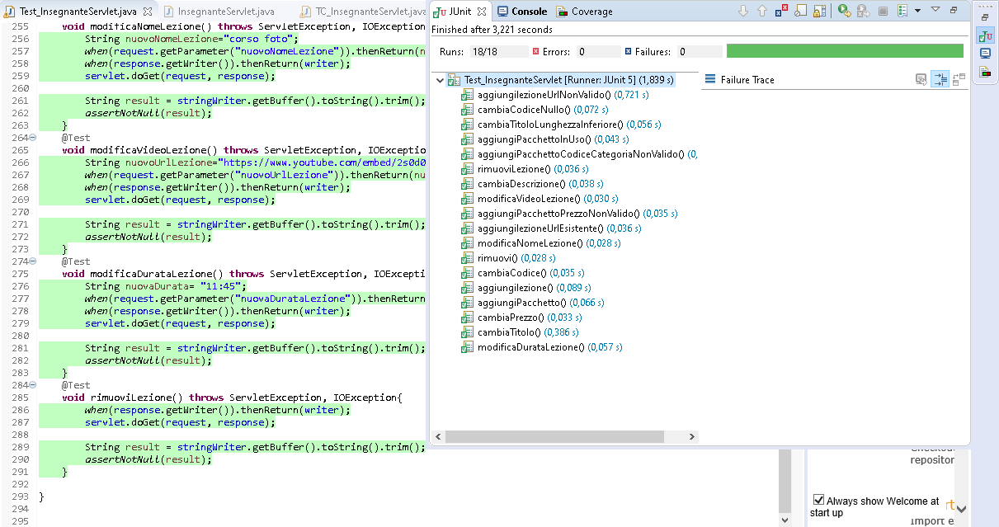 Test_InsegnanteServlet.java InsegnanteServlet.java TC_InsegnanteServlet.java
255 void modificaNomeLezione() throws ServletException, IOException
256 String nuovoNomeLezione="corso foto";
257 when(request.getParameter("nuovoNomeLezione")).thenReturn(n
258 when(response.getWriter()).thenReturn(writer);
259 servlet.doGet(request, response);
260
261 String result = stringWriter.getBuffer().toString().trim();
262 assertNotNull(result);
263 }
264 @Test
265 void modificaVideoLezione() throws ServletException, IOExceptio
266 String nuovoUrlLezione="https://www.youtube.com/embed/2s0d0
267 when(request.getParameter("nuovoUrlLezione")).thenReturn(nu
268 when(response.getWriter()).thenReturn(writer);
269 servlet.doGet(request, response);
270
271 String result = stringWriter.getBuffer().toString().trim();
272 assertNotNull(result);
273 }
274 @Test
275 void modificaDurataLezione() throws ServletException, IOExcepti
276 String nuovaDurata= "11:45";
277 when(request.getParameter("nuovaDurataLezione")).thenReturn
278 when(response.getWriter()).thenReturn(writer);
279 servlet.doGet(request, response);
280
281 String result = stringWriter.getBuffer().toString().trim();
282 assertNotNull(result);
283 }
284 @Test
285 void rimuoviLezione() throws ServletException, IOException{
286 when(response.getWriter()).thenReturn(writer);
287 servlet.doGet(request, response);
288
289 String result = stringWriter.getBuffer().toString().trim();
290 assertNotNull(result);
291 }
292
293 }
294
295
JUnit Console Coverage
Finished after 3,221 seconds
Runs: 18/18 Errors: 0 Failures: 0
Test_InsegnanteServlet [Runner: JUnit 5] (1,839 s)
aggiungilezioneUrlNonValido() (0,721 s)
cambiaCodiceNullo() (0,072 s)
cambiaTitoloLunghezzaInferiore() (0,056 s)
aggiungiPacchettoInUso() (0,043 s)
aggiungiPacchettoCodiceCategoriaNonValido() (0,
rimuoviLezione() (0,036 s)
cambiaDescrizione() (0,038 s)
modificaVideoLezione() (0,030 s)
aggiungiPacchettoPrezzoNonValido() (0,035 s)
aggiungilezioneUrlEsistente() (0,036 s)
modificaNomeLezione() (0,028 s)
rimuovi() (0,028 s)
cambiaCodice() (0,035 s)
aggiungilezione() (0,089 s)
aggiungiPacchetto() (0,066 s)
cambiaPrezzo() (0,033 s)
cambiaTitolo() (0,386 s)
modificaDurataLezione() (0,057 s)
Failure Trace
repositor
Always show Welcome at
start up
Import e